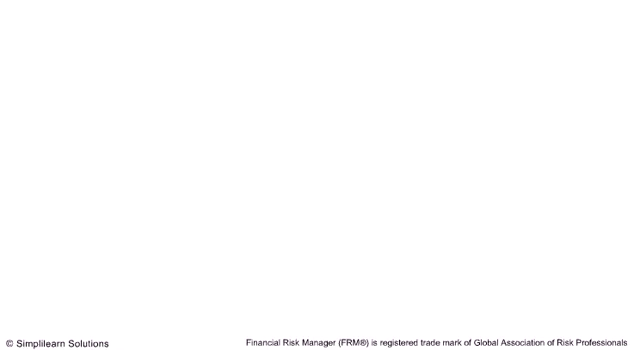 © Simplilearn Solutions
Financial Risk Manager (FRM®) is registered trade mark of Global Association of Risk Professionals